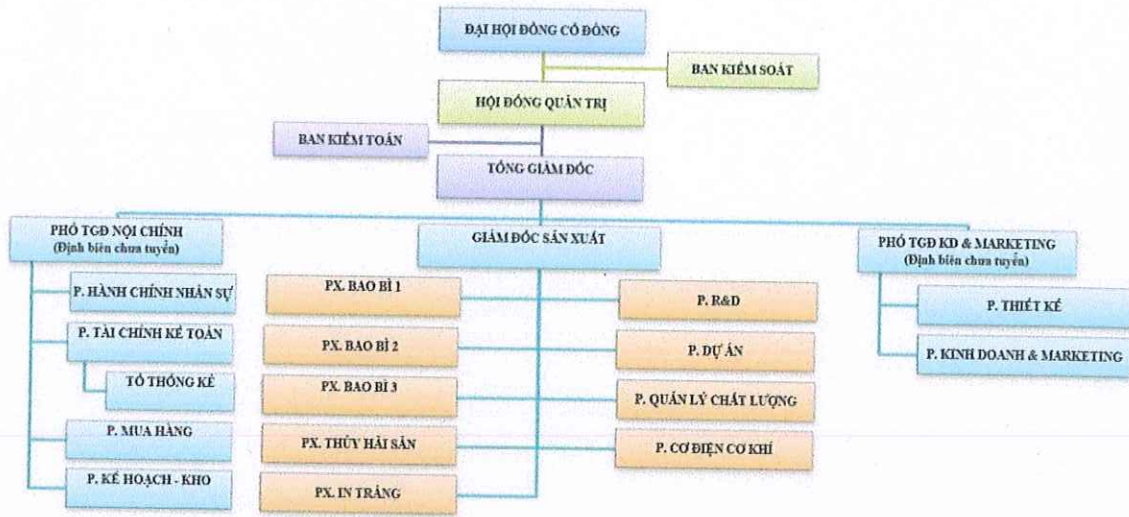 ĐẠI HỘI ĐỒNG CỔ ĐÔNG
BAN KIỂM SOÁT
HỘI ĐỒNG QUẢN TRỊ
BAN KIỂM TOÁN
TỔNG GIÁM ĐỐC
PHÓ TGĐ NỘI CHÍNH
(Định biên chưa tuyển)
P. HÀNH CHÍNH NHÂN SỰ
P. TÀI CHÍNH KẾ TOÁN
TỔ THỐNG KÊ
P. MUA HÀNG
P. KẾ HOẠCH - KHO
GIÁM ĐỐC SẢN XUẤT
PX. BAO BÌ 1
PX. BAO BÌ 2
PX. BAO BÌ 3
PX. THỦY HẢI SẢN
PX. IN TRÁNG
P. R&D
P. DỰ ÁN
P. QUẢN LÝ CHẤT LƯỢNG
P. CƠ ĐIỆN CƠ KHÍ
PHÓ TGĐ KD & MARKETING
(Định biên chưa tuyển)
P. THIẾT KẾ
P. KINH DOANH & MARKETING